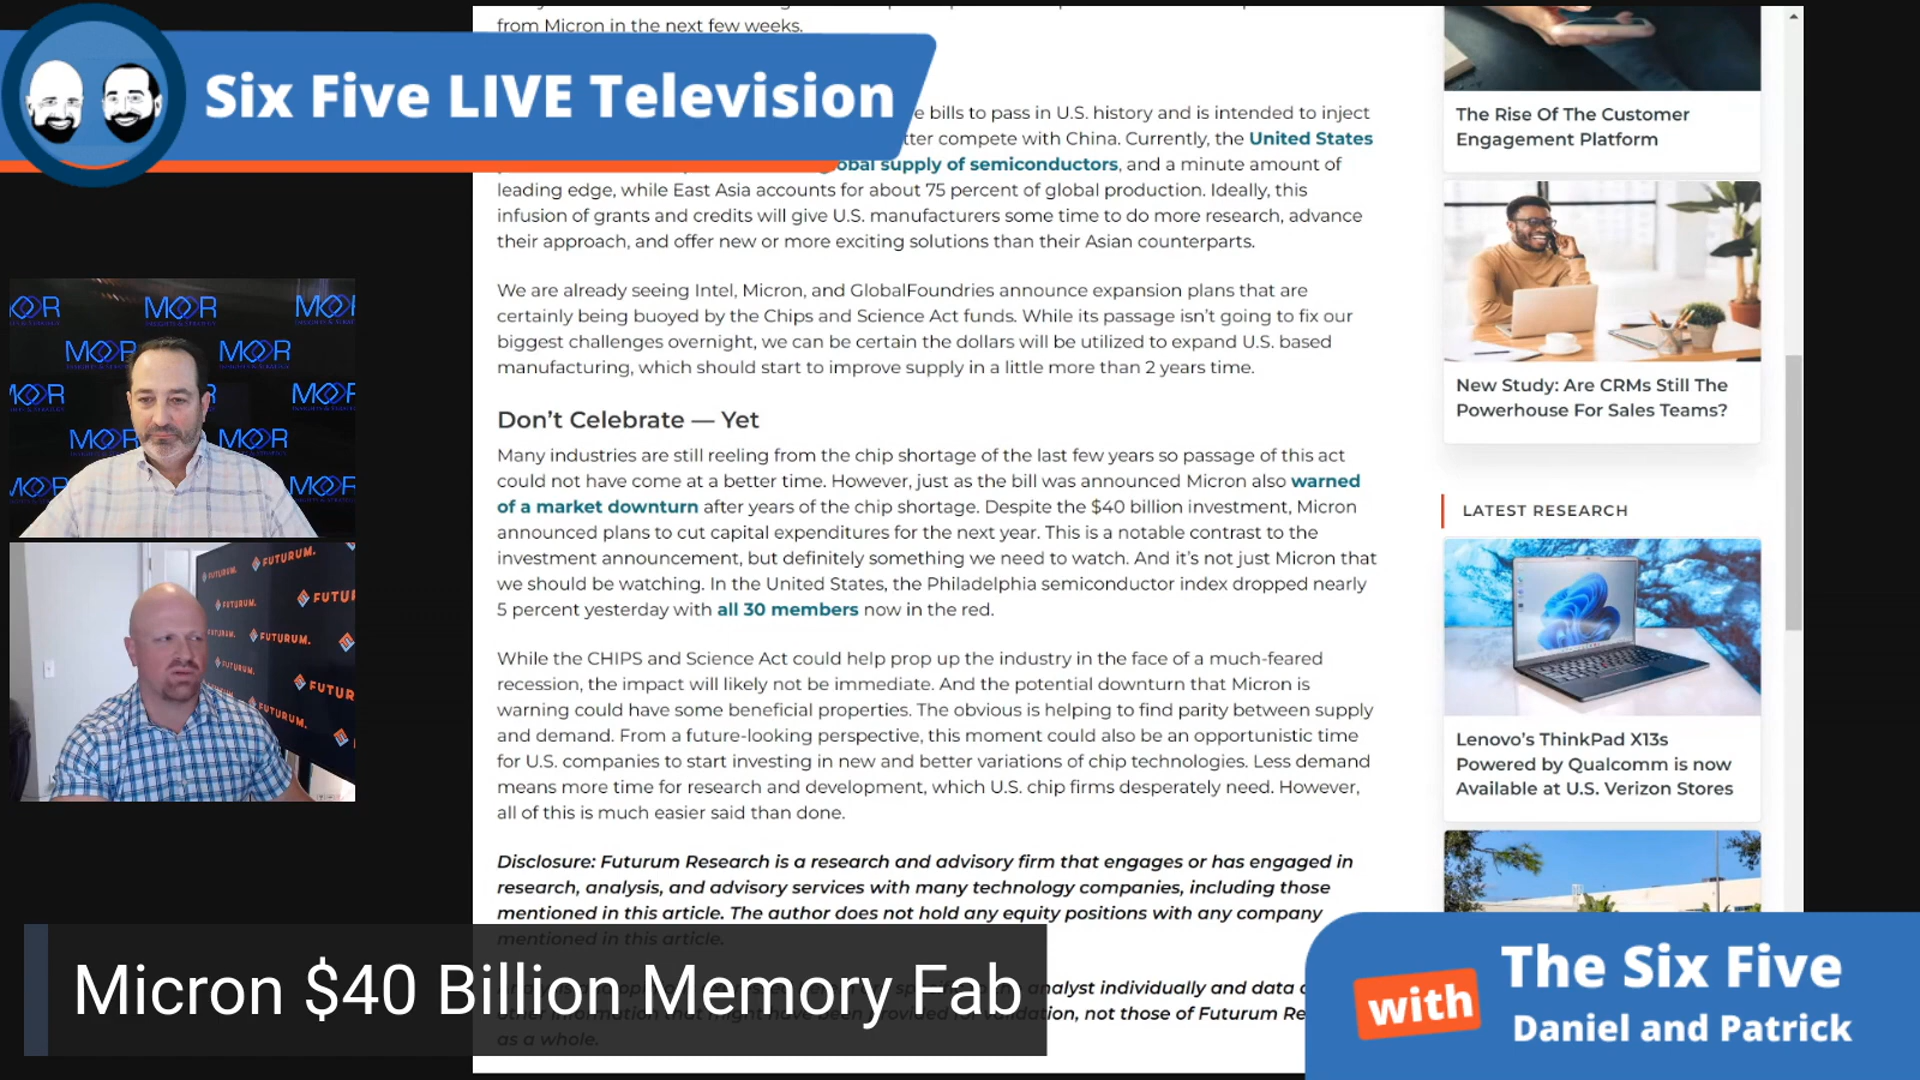 from Micron in the next few weeks.
Six Five LIVE Television
e bills to pass in U.S. history and is intended to inject
tter compete with China. Currently, the United States
obal supply of semiconductors, and a minute amount of
leading edge, while East Asia accounts for about 75 percent of global production. Ideally, this
infusion of grants and credits will give U.S. manufacturers some time to do more research, advance
their approach, and offer new or more exciting solutions than their Asian counterparts.
We are already seeing Intel, Micron, and GlobalFoundries announce expansion plans that are
certainly being buoyed by the Chips and Science Act funds. While its passage isn't going to fix our
biggest challenges overnight, we can be certain the dollars will be utilized to expand U.S. based
manufacturing, which should start to improve supply in a little more than 2 years time.
Don't Celebrate — Yet
Many industries are still reeling from the chip shortage of the last few years so passage of this act
could not have come at a better time. However, just as the bill was announced Micron also warned
of a market downturn after years of the chip shortage. Despite the $40 billion investment, Micron
announced plans to cut capital expenditures for the next year. This is a notable contrast to the
investment announcement, but definitely something we need to watch. And it's not just Micron that
we should be watching. In the United States, the Philadelphia semiconductor index dropped nearly
5 percent yesterday with all 30 members now in the red.
While the CHIPS and Science Act could help prop up the industry in the face of a much-feared
recession, the impact will likely not be immediate. And the potential downturn that Micron is
warning could have some beneficial properties. The obvious is helping to find parity between supply
and demand. From a future-looking perspective, this moment could also be an opportunistic time
for U.S. companies to start investing in new and better variations of chip technologies. Less demand
means more time for research and development, which U.S. chip firms desperately need. However,
all of this is much easier said than done.
Disclosure: Futurum Research is a research and advisory firm that engages or has engaged in
research, analysis, and advisory services with many technology companies, including those
mentioned in this article. The author does not hold any equity positions with any company
mentioned in this article.
analyst individually and data
not those of Futurum Re
as a whole.
The Rise Of The Customer
Engagement Platform
New Study: Are CRMs Still The
Powerhouse For Sales Teams?
LATEST RESEARCH
Lenovo's ThinkPad X13s
Powered by Qualcomm is now
Available at U.S. Verizon Stores
MOOR
MOOR
MOOR
MOOR
MOOR
FUTURUM.
FUTURUM.
FUTURUM.
FUTURUM.
FUTURUM.
FUTURUM.
Micron $40 Billion Memory Fab
The Six Five
with
Daniel and Patrick